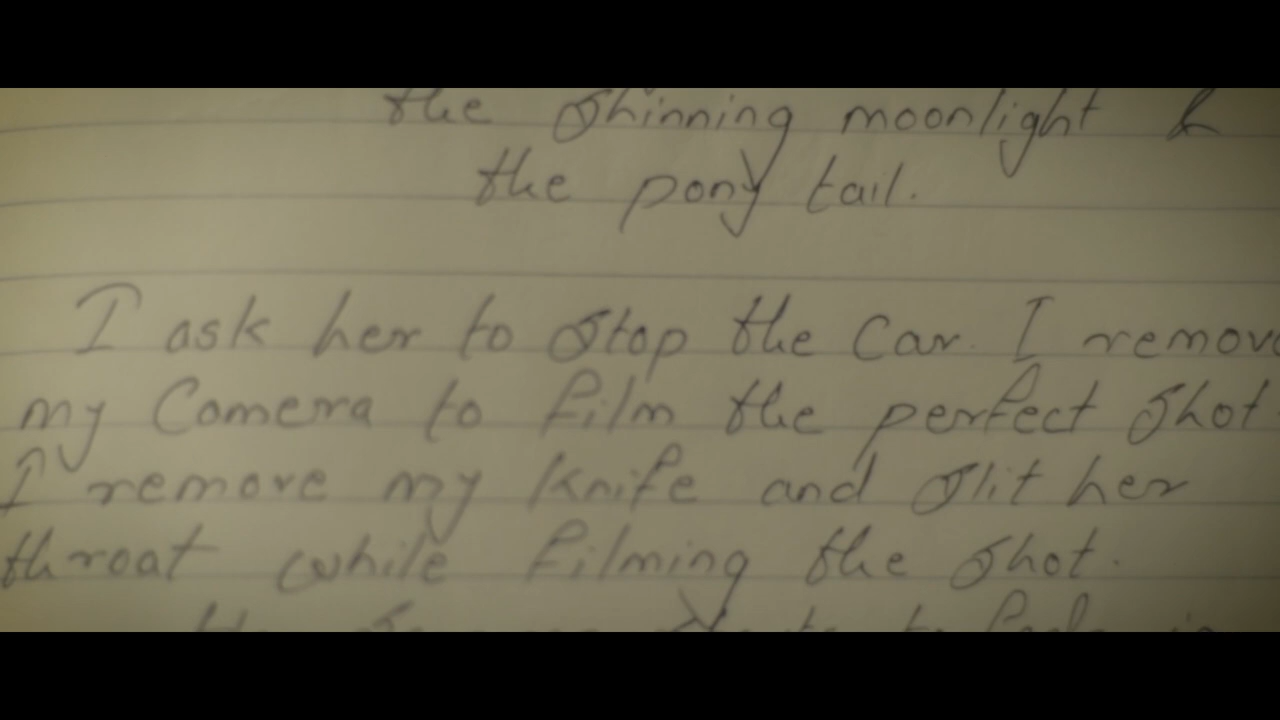 the shinning moonlight &
the pony tail.
I ask her to stop the car. I remove
my Camera to film the perfect shot
I remove my knife and slit her
throat while filming the shot.